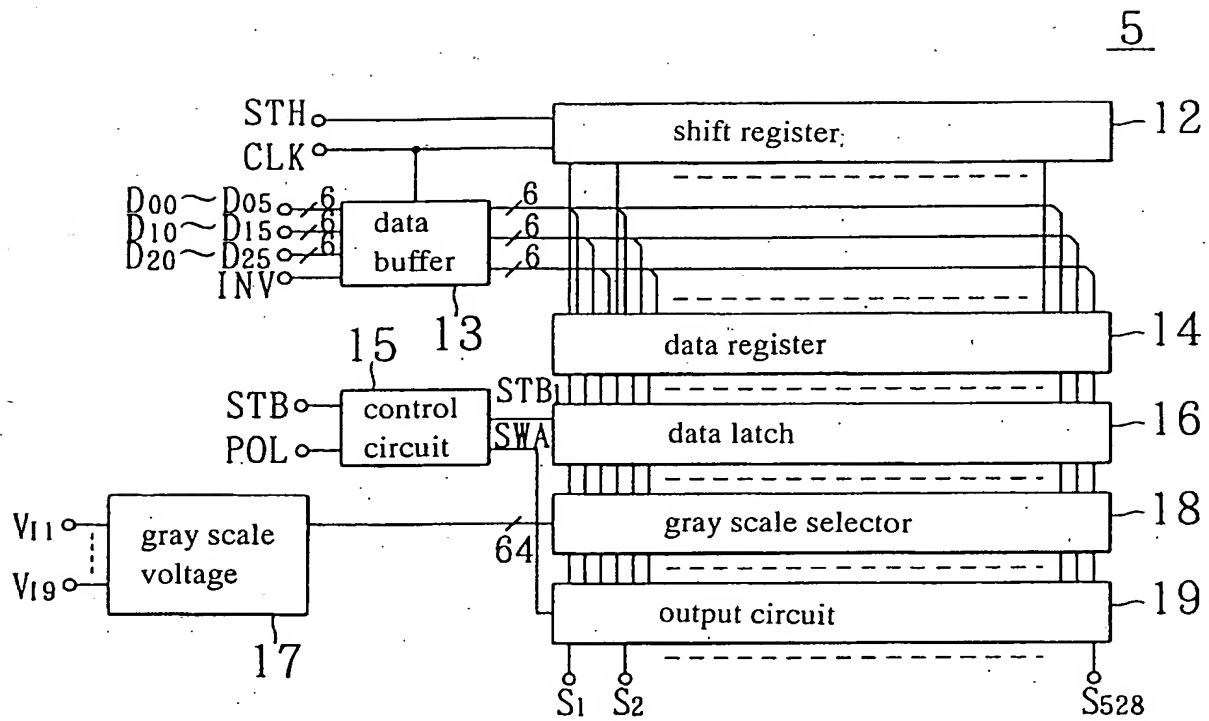 5
STH
shift register
12
CLK
D00~D05 6
6
D10~D15 6
data
6
D20~D25 6
buffer
6
INV
13
data register
14
15
STB
control
STB1
circuit
data latch
16
POL
SWA
VI1
gray scale
gray scale selector
18
64
voltage
VI9
output circuit
19
17
S1
S2
S528